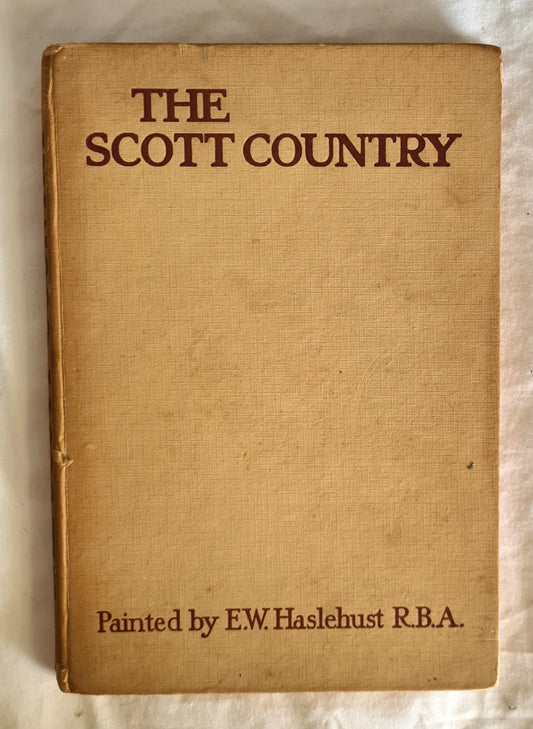 THE
SCOTT COUNTRY
Painted by E.W. Haslehust R.B.A.